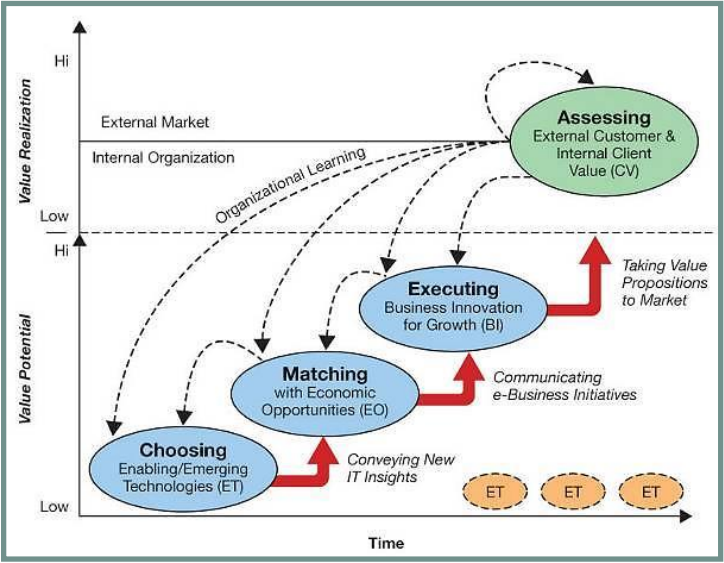 Hi
Value Realization
External Market
Internal Organization
Low
Organizational Learning
Assessing
External Customer &
Internal Client
Value (CV)
Hi
Value Potential
Executing
Business Innovation
for Growth (BI)
Taking Value
Propositions
to Market
Matching
with Economic
Opportunities (EO)
Communicating
e-Business Initiatives
Choosing
Enabling/Emerging
Technologies (ET)
Conveying New
IT Insights
ET
ET
ET
Low
Time